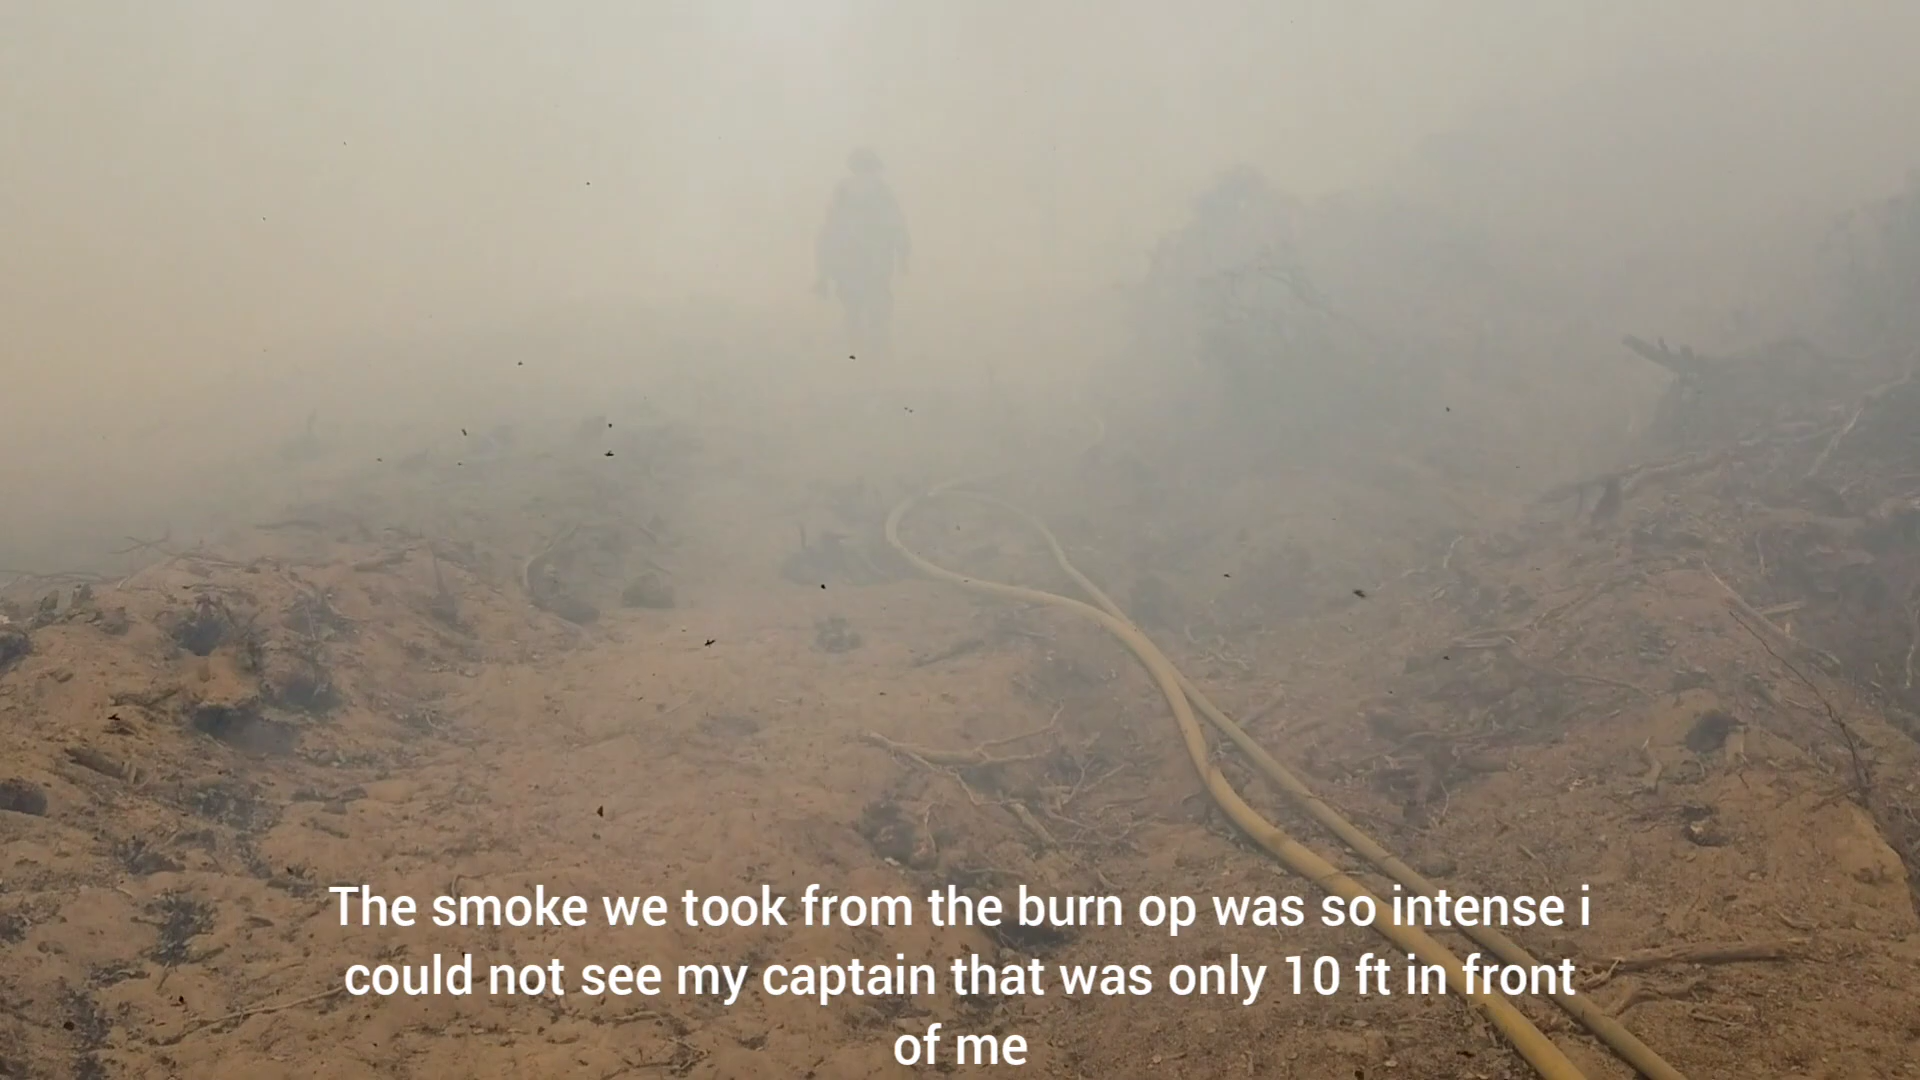 The smoke we took from the burn op was so intense i
could not see my captain that was only 10 ft in front
of me